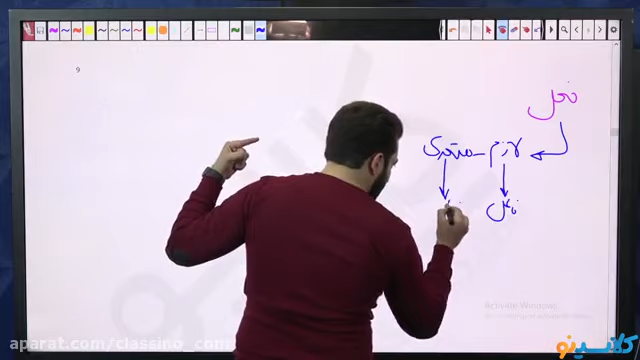 9
فعل
لازم - متعدی
فاعل
Activate Windows
aparat.com/classino_com
کلاسینو